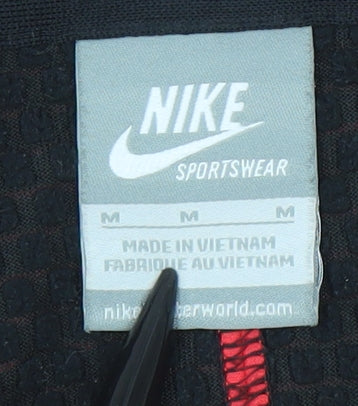 NIKE
SPORTSWEAR
M M M
MADE IN VIETNAM
FABRIQUE AU VIETNAM